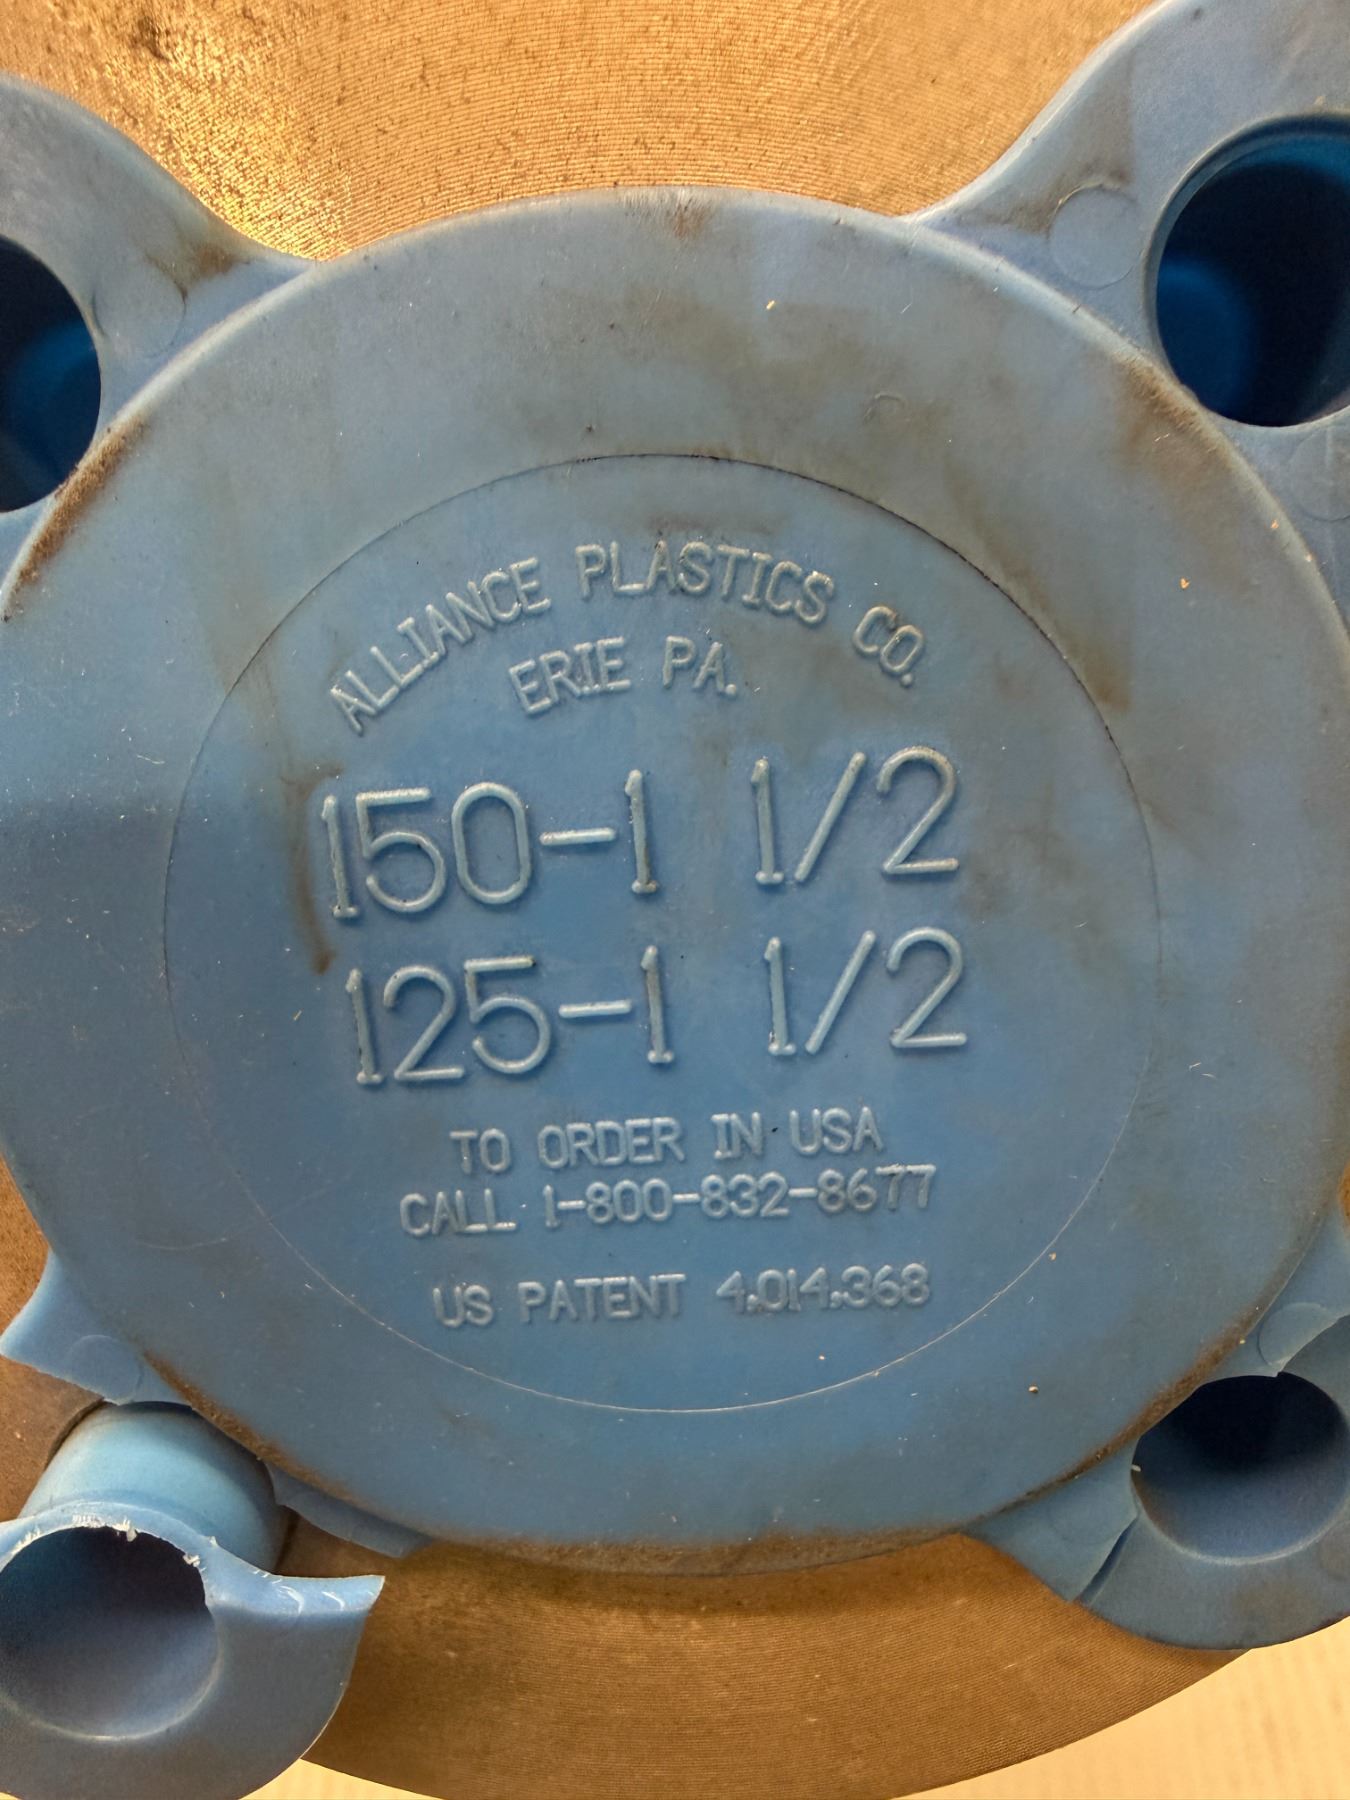 ALLIANCE PLASTICS CO.
ERIE PA.
150-1 1/2
125-1 1/2
TO ORDER IN USA
CALL 1-800-832-8677
US PATENT 4,014,368